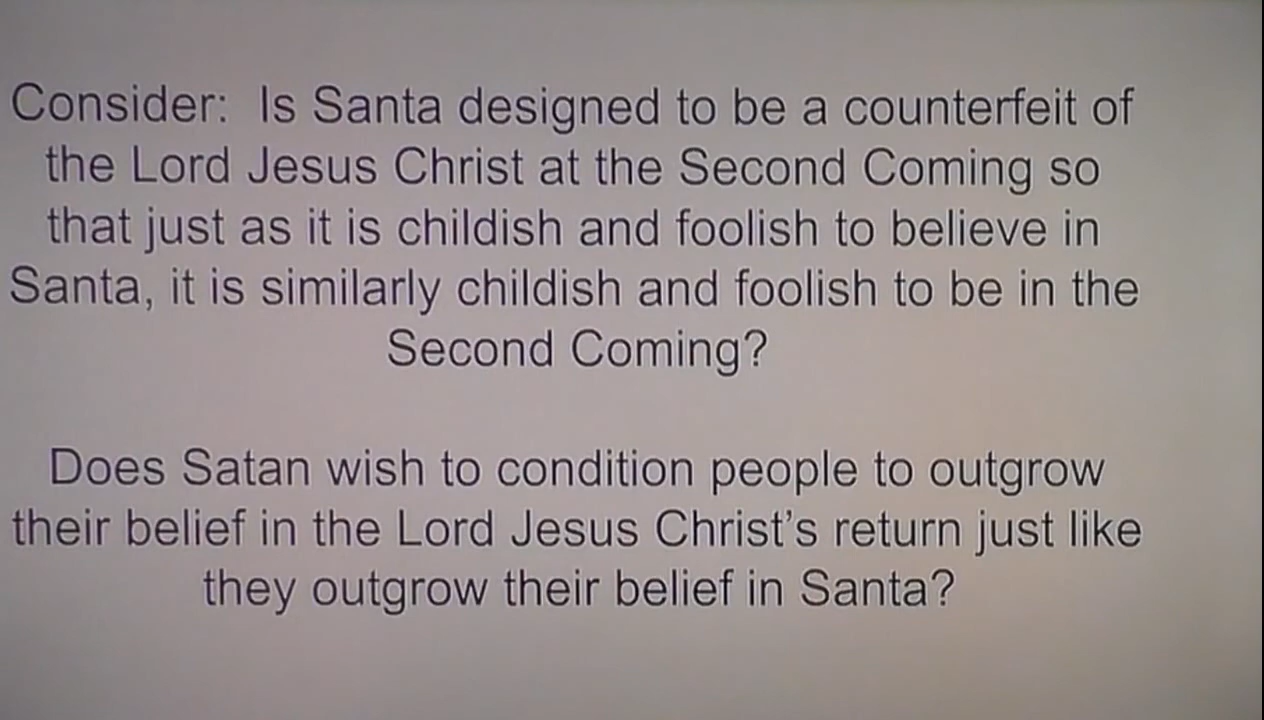 Consider: Is Santa designed to be a counterfeit of
the Lord Jesus Christ at the Second Coming so
that just as it is childish and foolish to believe in
Santa, it is similarly childish and foolish to be in the
Second Coming?
Does Satan wish to condition people to outgrow
their belief in the Lord Jesus Christ's return just like
they outgrow their belief in Santa?